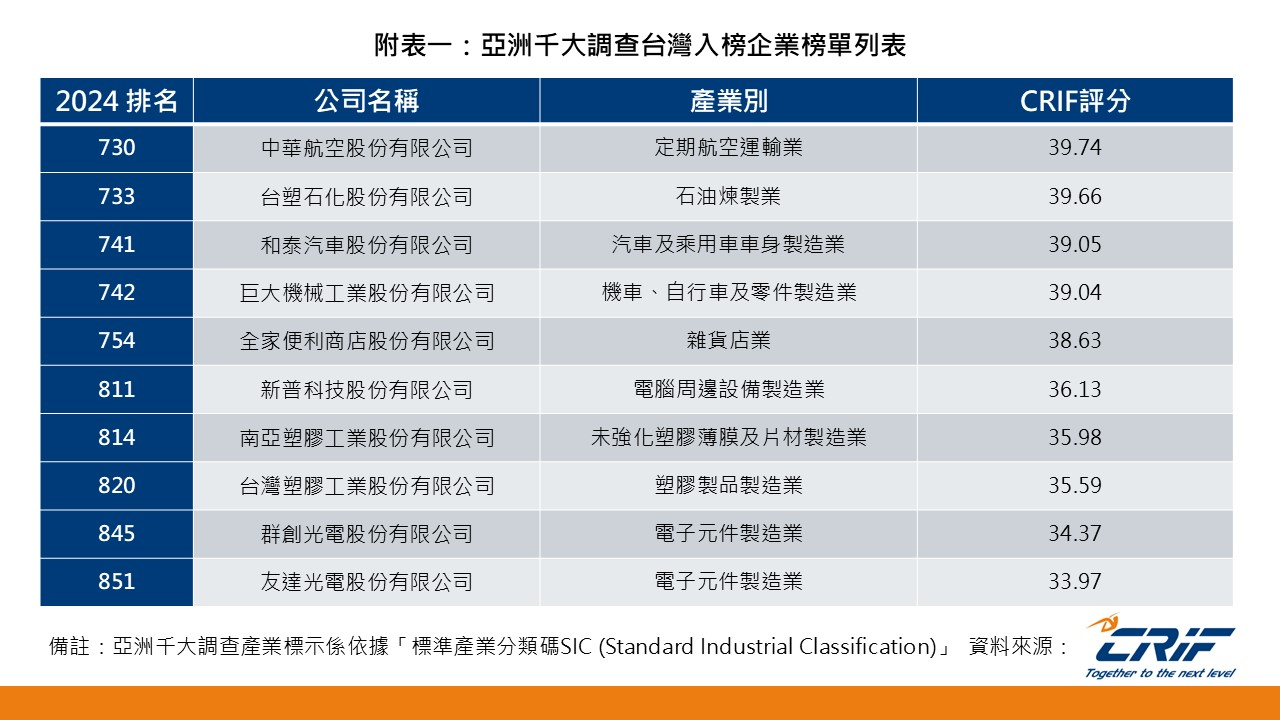 附表一：亞洲千大調查台灣入榜企業榜單列表
2024 排名 公司名稱 產業別 CRIF評分
730 中華航空股份有限公司 定期航空運輸業 39.74
733 台塑石化股份有限公司 石油煉製業 39.66
741 和泰汽車股份有限公司 汽車及乘用車車身製造業 39.05
742 巨大機械工業股份有限公司 機車、自行車及零件製造業 39.04
754 全家便利商店股份有限公司 雜貨店業 38.63
811 新普科技股份有限公司 電腦周邊設備製造業 36.13
814 南亞塑膠工業股份有限公司 未強化塑膠薄膜及片材製造業 35.98
820 台灣塑膠工業股份有限公司 塑膠製品製造業 35.59
845 群創光電股份有限公司 電子元件製造業 34.37
851 友達光電股份有限公司 電子元件製造業 33.97
備註：亞洲千大調查產業標示係依據「標準產業分類碼SIC (Standard Industrial Classification)」 資料來源：
CRIF
Together to the next level